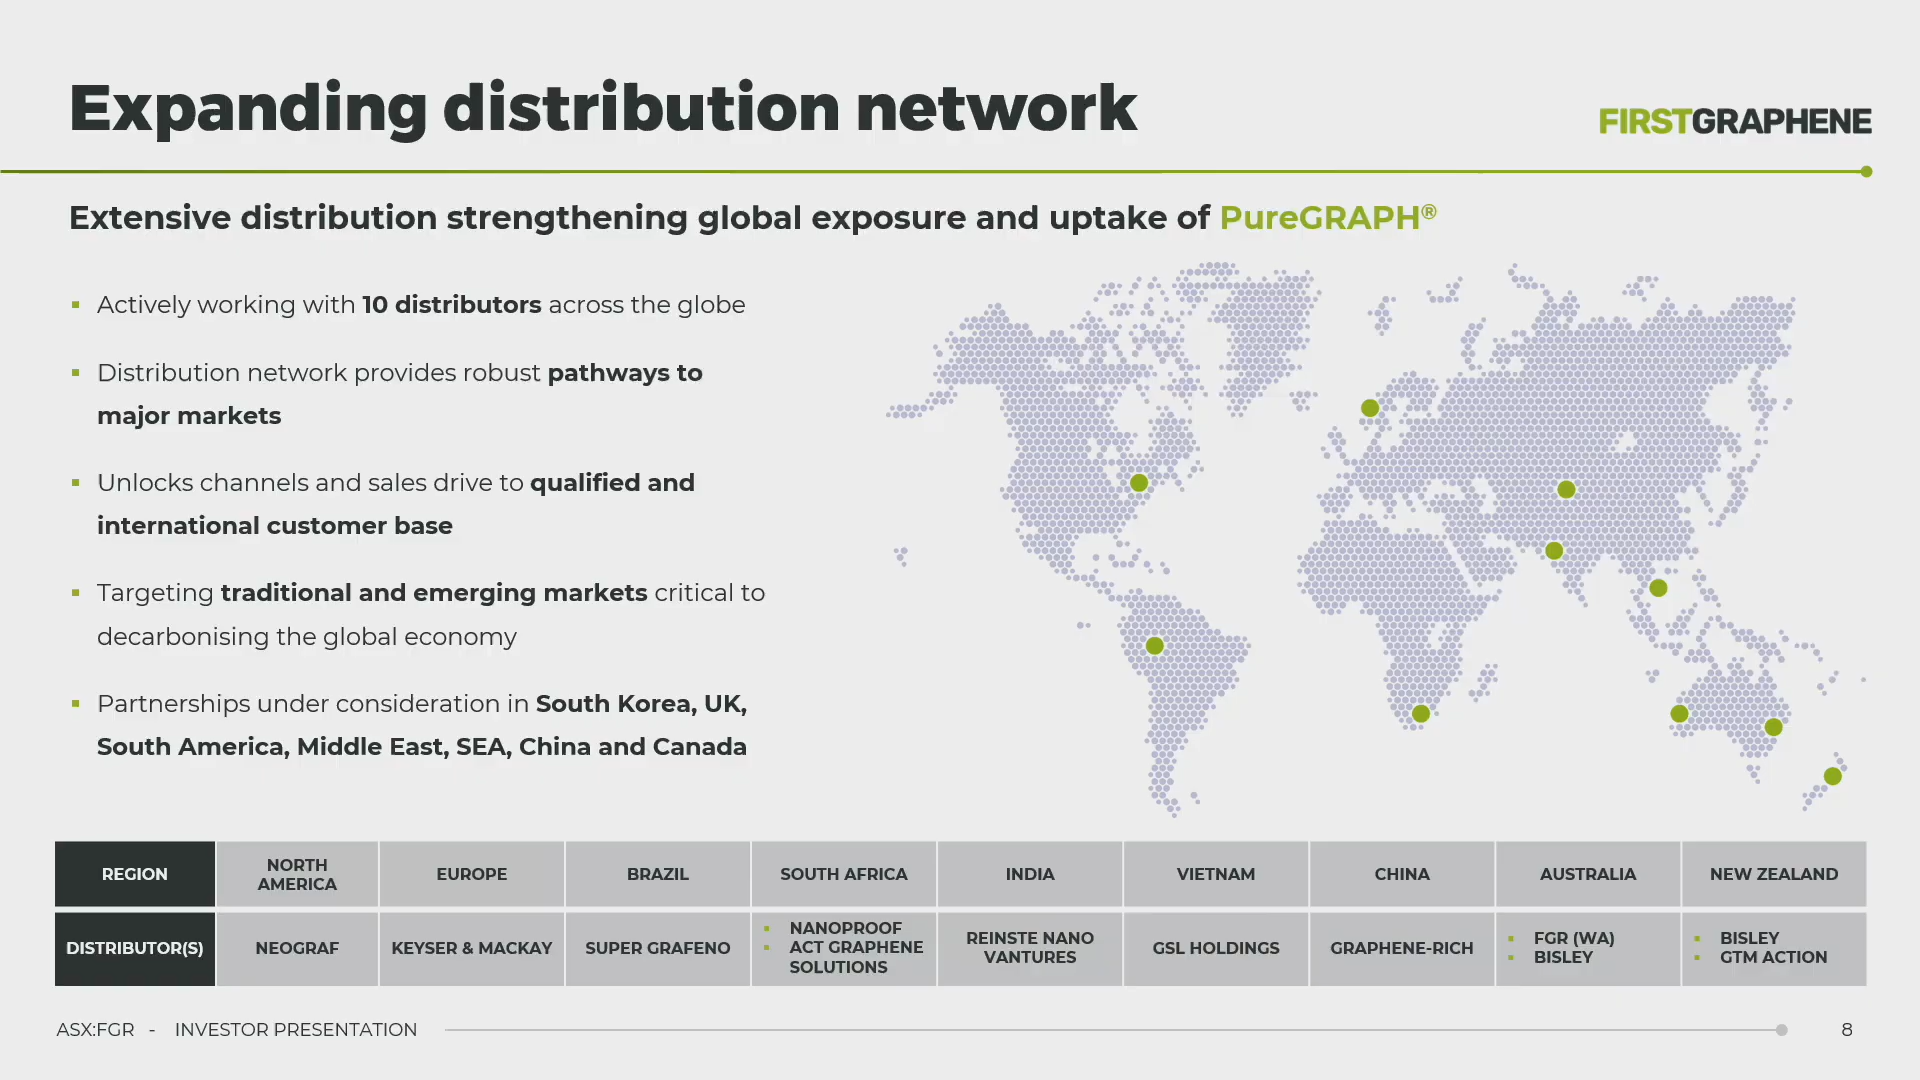 Expanding distribution network
FIRSTGRAPHENE
Extensive distribution strengthening global exposure and uptake of PureGRAPH®
▪ Actively working with 10 distributors across the globe
▪ Distribution network provides robust pathways to
major markets
▪ Unlocks channels and sales drive to qualified and
international customer base
▪ Targeting traditional and emerging markets critical to
decarbonising the global economy
▪ Partnerships under consideration in South Korea, UK,
South America, Middle East, SEA, China and Canada
REGION
NORTH
AMERICA
EUROPE
BRAZIL
SOUTH AFRICA
INDIA
VIETNAM
CHINA
AUSTRALIA
NEW ZEALAND
DISTRIBUTOR(S)
NEOGRAF
KEYSER & MACKAY
SUPER GRAFENO
▪ NANOPROOF
▪ ACT GRAPHENE
SOLUTIONS
REINSTE NANO
VANTURES
GSL HOLDINGS
GRAPHENE-RICH
▪ FGR (WA)
▪ BISLEY
▪ BISLEY
▪ GTM ACTION
ASX:FGR - INVESTOR PRESENTATION
8